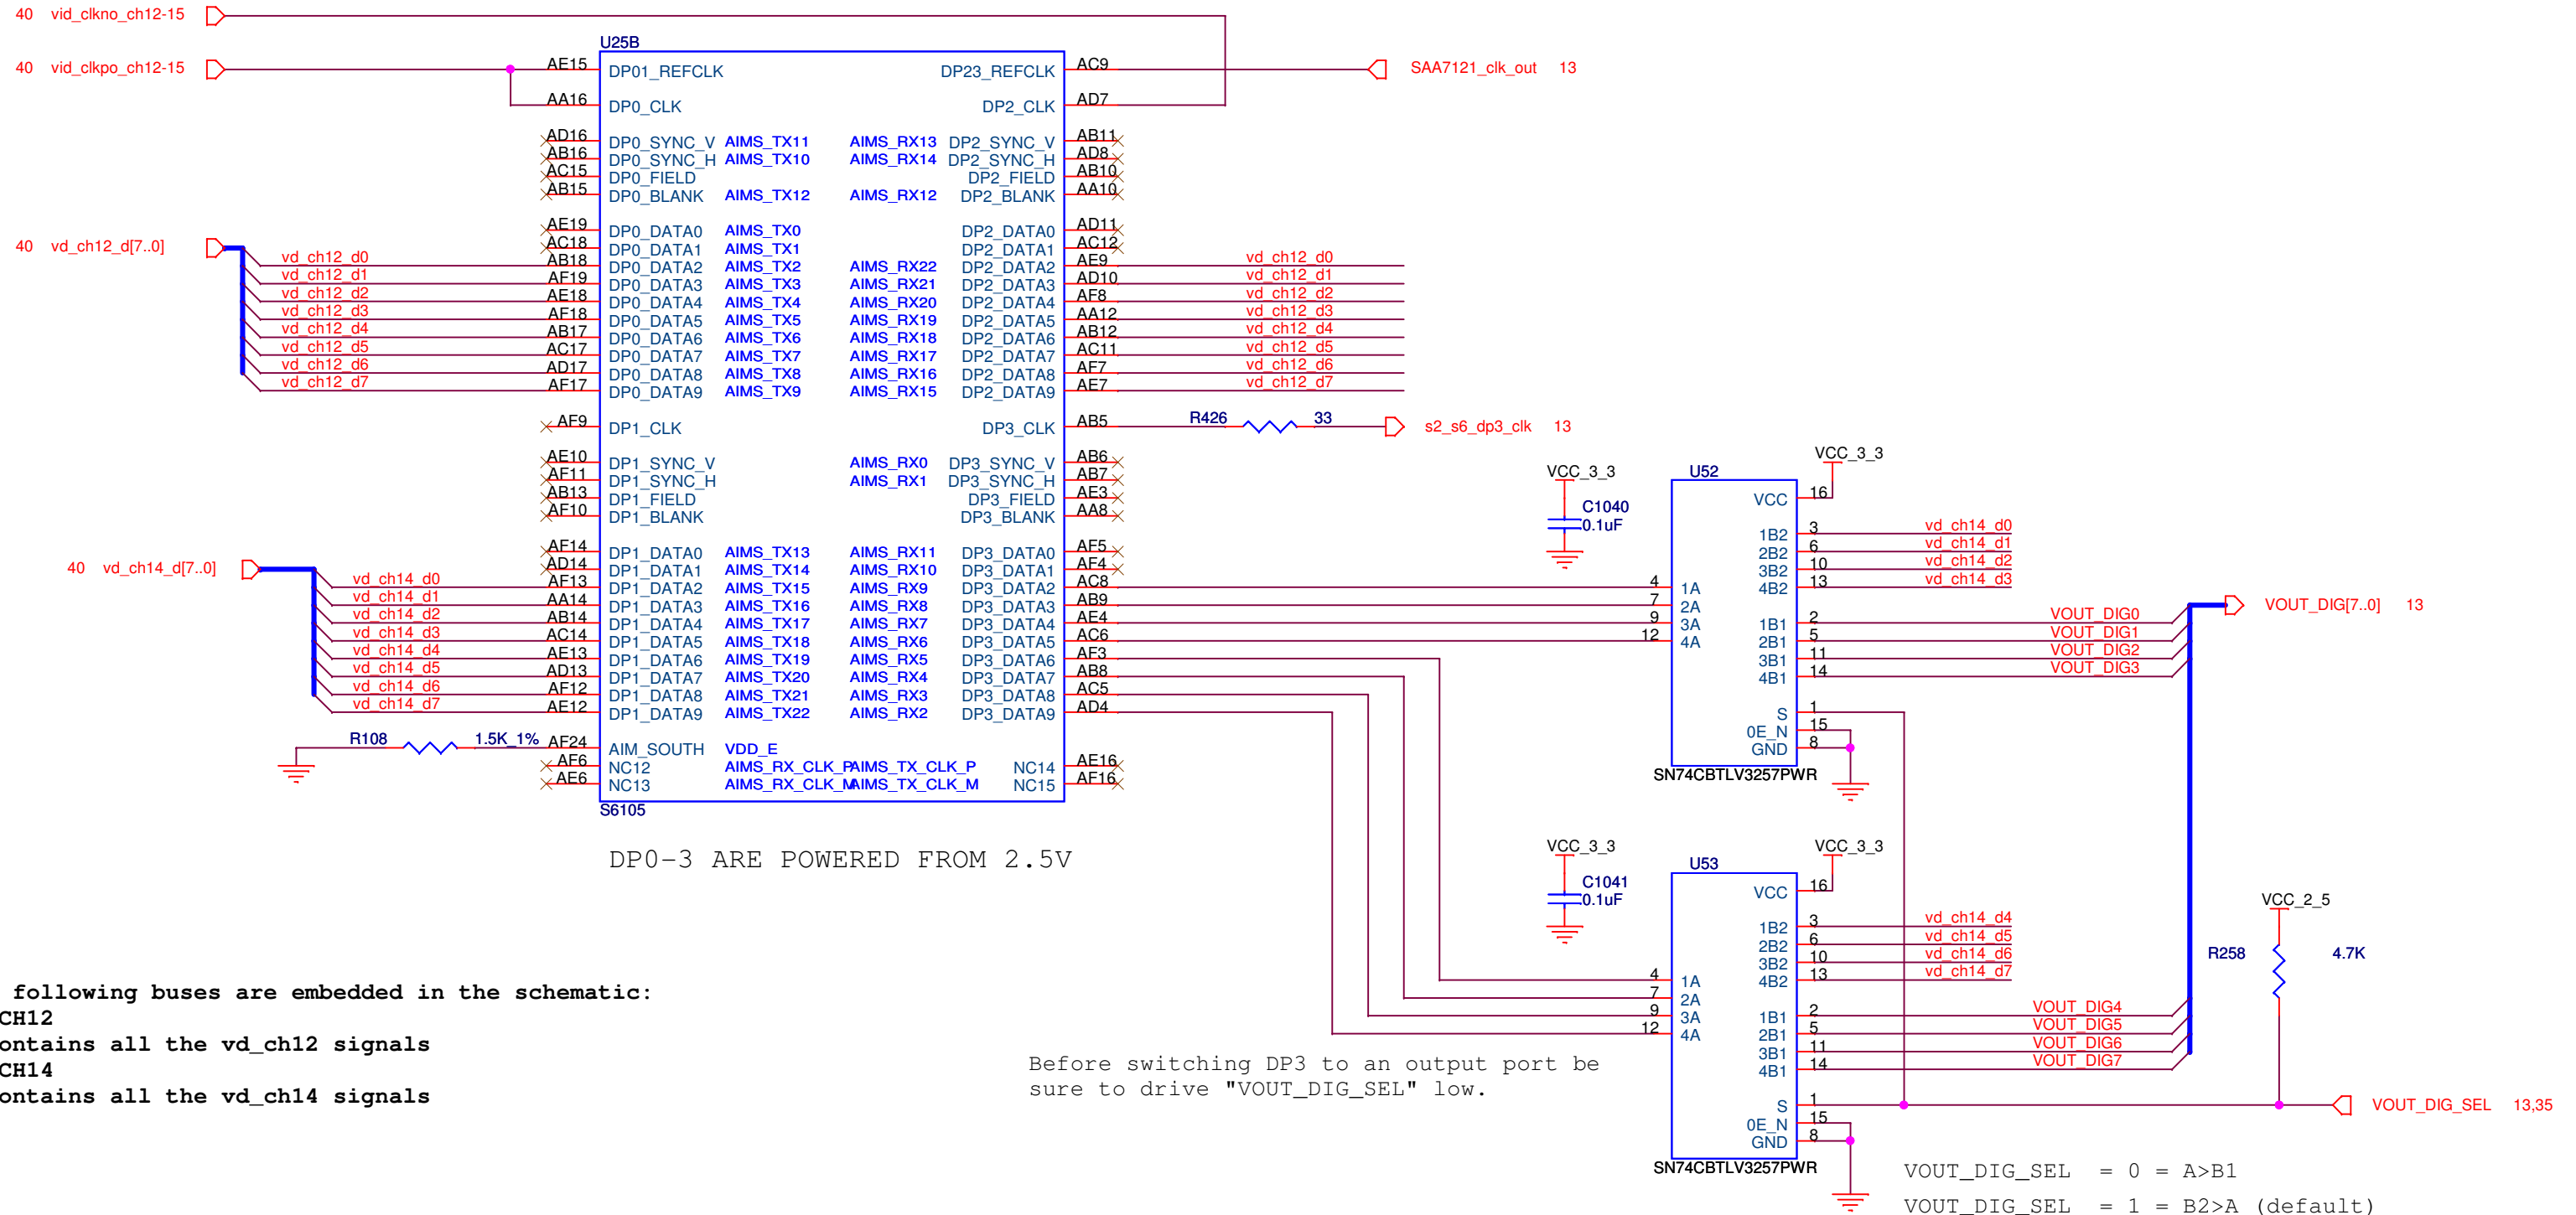 40 vid_clkno_ch12-15
40 vid_clkpo_ch12-15
U25B
AE15 DP01_REFCLK DP23_REFCLK AC9
SAA7121_clk_out 13
AA16 DP0_CLK DP2_CLK AD7
AD16 DP0_SYNC_V AIMS_TX11 AIMS_RX13 DP2_SYNC_V AB11
AB16 DP0_SYNC_H AIMS_TX10 AIMS_RX14 DP2_SYNC_H AD8
AC15 DP0_FIELD DP2_FIELD AB10
AB15 DP0_BLANK AIMS_TX12 AIMS_RX12 DP2_BLANK AA10
AE19 DP0_DATA0 AIMS_TX0 DP2_DATA0 AD11
40 vd_ch12_d[7..0]
AC18 DP0_DATA1 AIMS_TX1 DP2_DATA1 AC12
vd_ch12_d0 AB18 DP0_DATA2 AIMS_TX2 AIMS_RX22 DP2_DATA2 AE9 vd_ch12_d0
vd_ch12_d1 AF19 DP0_DATA3 AIMS_TX3 AIMS_RX21 DP2_DATA3 AD10 vd_ch12_d1
vd_ch12_d2 AE18 DP0_DATA4 AIMS_TX4 AIMS_RX20 DP2_DATA4 AF8 vd_ch12_d2
vd_ch12_d3 AF18 DP0_DATA5 AIMS_TX5 AIMS_RX19 DP2_DATA5 AA12 vd_ch12_d3
vd_ch12_d4 AB17 DP0_DATA6 AIMS_TX6 AIMS_RX18 DP2_DATA6 AB12 vd_ch12_d4
vd_ch12_d5 AC17 DP0_DATA7 AIMS_TX7 AIMS_RX17 DP2_DATA7 AC11 vd_ch12_d5
vd_ch12_d6 AD17 DP0_DATA8 AIMS_TX8 AIMS_RX16 DP2_DATA8 AF7 vd_ch12_d6
vd_ch12_d7 AF17 DP0_DATA9 AIMS_TX9 AIMS_RX15 DP2_DATA9 AE7 vd_ch12_d7
AF9 DP1_CLK DP3_CLK AB5 R426 33 s2_s6_dp3_clk 13
AE10 DP1_SYNC_V AIMS_RX0 DP3_SYNC_V AB6
AF11 DP1_SYNC_H AIMS_RX1 DP3_SYNC_H AB7
AB13 DP1_FIELD DP3_FIELD AE3
AF10 DP1_BLANK DP3_BLANK AA8
AF14 DP1_DATA0 AIMS_TX13 AIMS_RX11 DP3_DATA0 AF5
40 vd_ch14_d[7..0]
AD14 DP1_DATA1 AIMS_TX14 AIMS_RX10 DP3_DATA1 AF4
vd_ch14_d0 AF13 DP1_DATA2 AIMS_TX15 AIMS_RX9 DP3_DATA2 AC8
vd_ch14_d1 AA14 DP1_DATA3 AIMS_TX16 AIMS_RX8 DP3_DATA3 AB9
vd_ch14_d2 AB14 DP1_DATA4 AIMS_TX17 AIMS_RX7 DP3_DATA4 AE4
vd_ch14_d3 AC14 DP1_DATA5 AIMS_TX18 AIMS_RX6 DP3_DATA5 AC6
vd_ch14_d4 AE13 DP1_DATA6 AIMS_TX19 AIMS_RX5 DP3_DATA6 AF3
vd_ch14_d5 AD13 DP1_DATA7 AIMS_TX20 AIMS_RX4 DP3_DATA7 AB8
vd_ch14_d6 AF12 DP1_DATA8 AIMS_TX21 AIMS_RX3 DP3_DATA8 AC5
vd_ch14_d7 AE12 DP1_DATA9 AIMS_TX22 AIMS_RX2 DP3_DATA9 AD4
R108 1.5K_1% AF24 AIM_SOUTH VDD_E
AF6 NC12 AIMS_RX_CLK_P AIMS_TX_CLK_P NC14 AE16
AE6 NC13 AIMS_RX_CLK_M AIMS_TX_CLK_M NC15 AF16
S6105
DP0-3 ARE POWERED FROM 2.5V
VCC_3_3
C1040
0.1uF
U52
VCC_3_3
VCC 16
1B2 3 vd_ch14_d0
2B2 6 vd_ch14_d1
3B2 10 vd_ch14_d2
4 1A 4B2 13 vd_ch14_d3
7 2A
9 3A 1B1 2 VOUT_DIG0
12 4A 2B1 5 VOUT_DIG1
3B1 11 VOUT_DIG2
4B1 14 VOUT_DIG3
VOUT_DIG[7..0] 13
S 1
0E_N 15
GND 8
SN74CBTLV3257PWR
VCC_3_3
C1041
0.1uF
U53
VCC_3_3
VCC 16
1B2 3 vd_ch14_d4
2B2 6 vd_ch14_d5
3B2 10 vd_ch14_d6
4 1A 4B2 13 vd_ch14_d7
7 2A
9 3A 1B1 2 VOUT_DIG4
12 4A 2B1 5 VOUT_DIG5
3B1 11 VOUT_DIG6
4B1 14 VOUT_DIG7
S 1
0E_N 15
GND 8
SN74CBTLV3257PWR
VCC_2_5
R258 4.7K
VOUT_DIG_SEL 13,35
following buses are embedded in the schematic:
CH12
ontains all the vd_ch12 signals
CH14
ontains all the vd_ch14 signals
Before switching DP3 to an output port be
sure to drive "VOUT_DIG_SEL" low.
VOUT_DIG_SEL = 0 = A>B1
VOUT_DIG_SEL = 1 = B2>A (default)